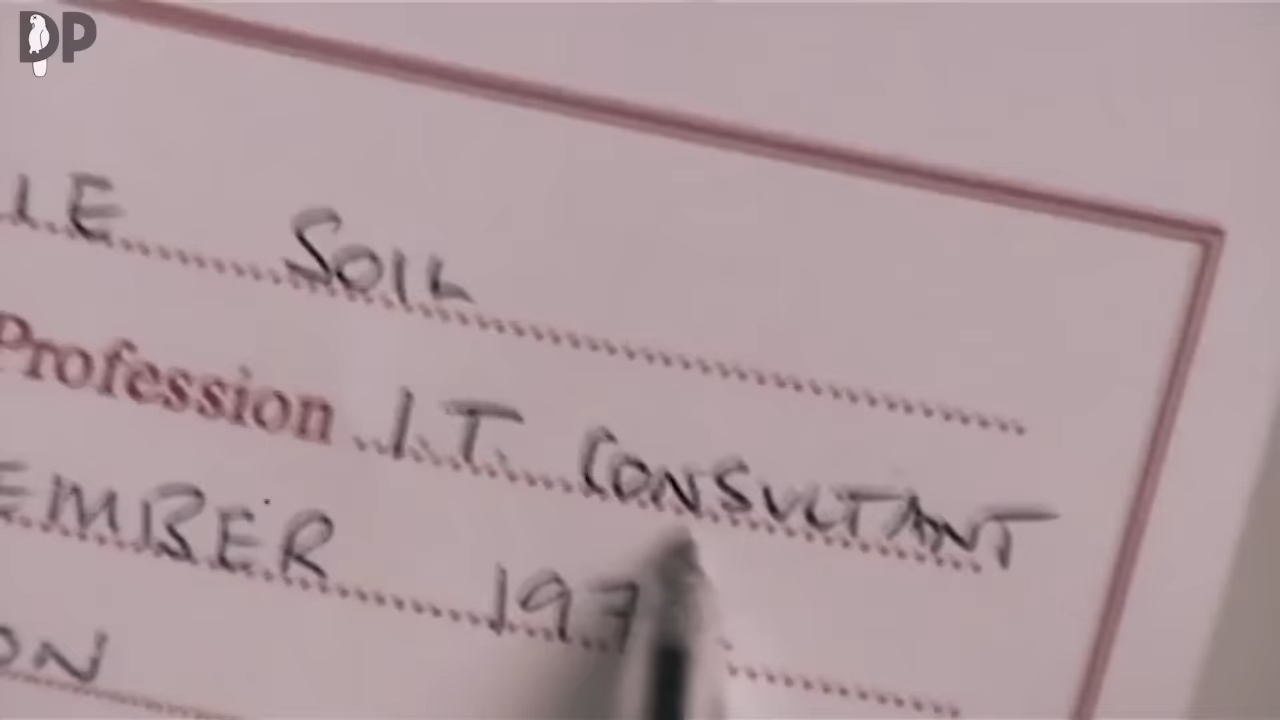 DP
LE SOIL
Profession I.T. CONSULTANT
EMBER 197
ON